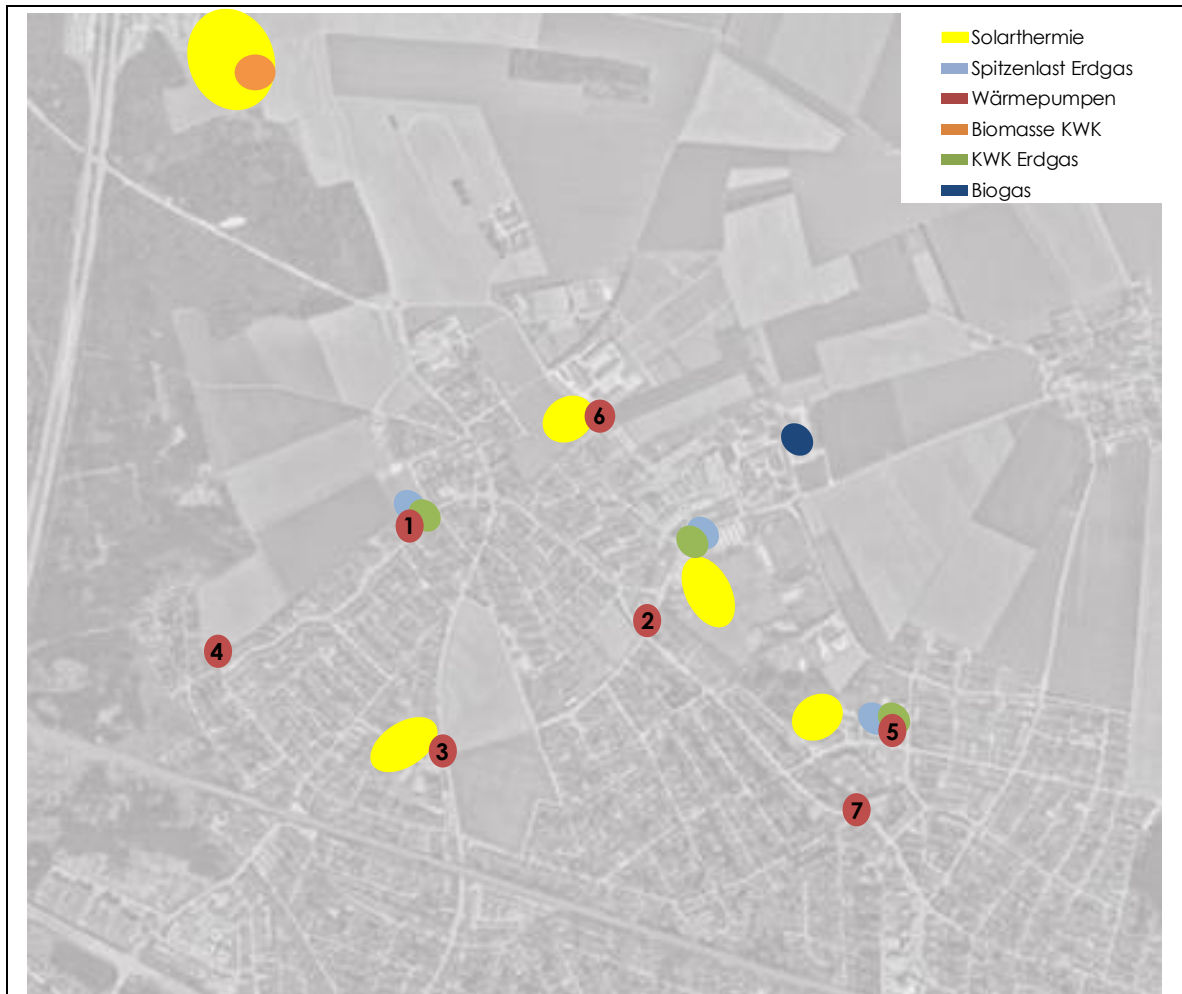 Solarthermie
Spitzenlast Erdgas
Wärmepumpen
Biomasse KWK
KWK Erdgas
Biogas
6
1
2
4
5
3
7